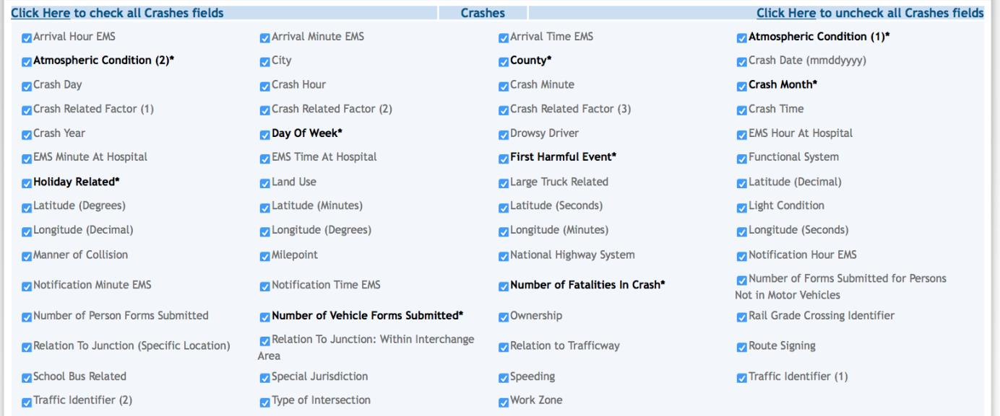 Click Here to check all Crashes fields Crashes Click Here to uncheck all Crashes fields
Arrival Hour EMS Arrival Minute EMS Arrival Time EMS Atmospheric Condition (1)*
Atmospheric Condition (2)* City County* Crash Date (mmddyyyy)
Crash Day Crash Hour Crash Minute Crash Month*
Crash Related Factor (1) Crash Related Factor (2) Crash Related Factor (3) Crash Time
Crash Year Day Of Week* Drowsy Driver EMS Hour At Hospital
EMS Minute At Hospital EMS Time At Hospital First Harmful Event* Functional System
Holiday Related* Land Use Large Truck Related Latitude (Decimal)
Latitude (Degrees) Latitude (Minutes) Latitude (Seconds) Light Condition
Longitude (Decimal) Longitude (Degrees) Longitude (Minutes) Longitude (Seconds)
Manner of Collision Milepoint National Highway System Notification Hour EMS
Notification Minute EMS Notification Time EMS Number of Fatalities In Crash* Number of Forms Submitted for Persons
Not in Motor Vehicles
Number of Person Forms Submitted Number of Vehicle Forms Submitted* Ownership Rail Grade Crossing Identifier
Relation To Junction (Specific Location) Relation To Junction: Within Interchange
Area Relation to Trafficway Route Signing
School Bus Related Special Jurisdiction Speeding Traffic Identifier (1)
Traffic Identifier (2) Type of Intersection Work Zone